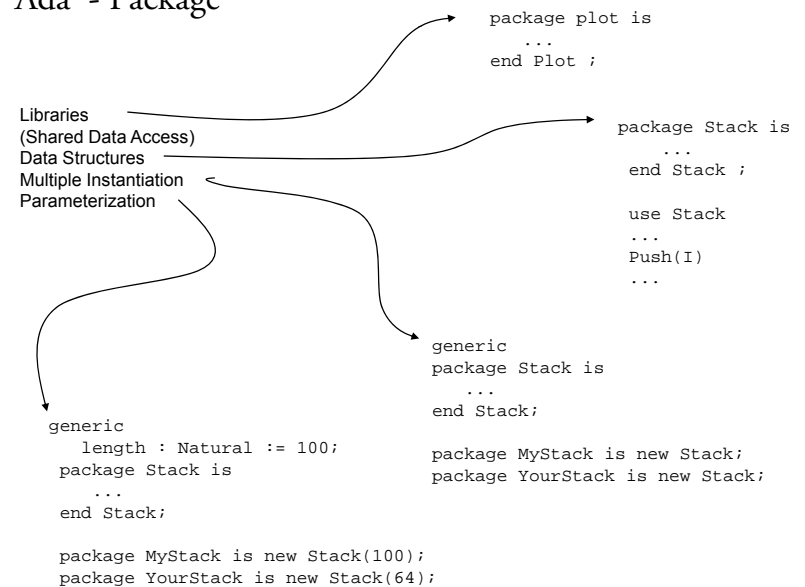 Ada - Package
package plot is
...
end Plot ;
Libraries
(Shared Data Access)
Data Structures
Multiple Instantiation
Parameterization
package Stack is
...
end Stack ;
use Stack
...
Push(I)
...
generic
package Stack is
...
end Stack;
package MyStack is new Stack;
package YourStack is new Stack;
generic
length : Natural := 100;
package Stack is
...
end Stack;
package MyStack is new Stack(100);
package YourStack is new Stack(64);